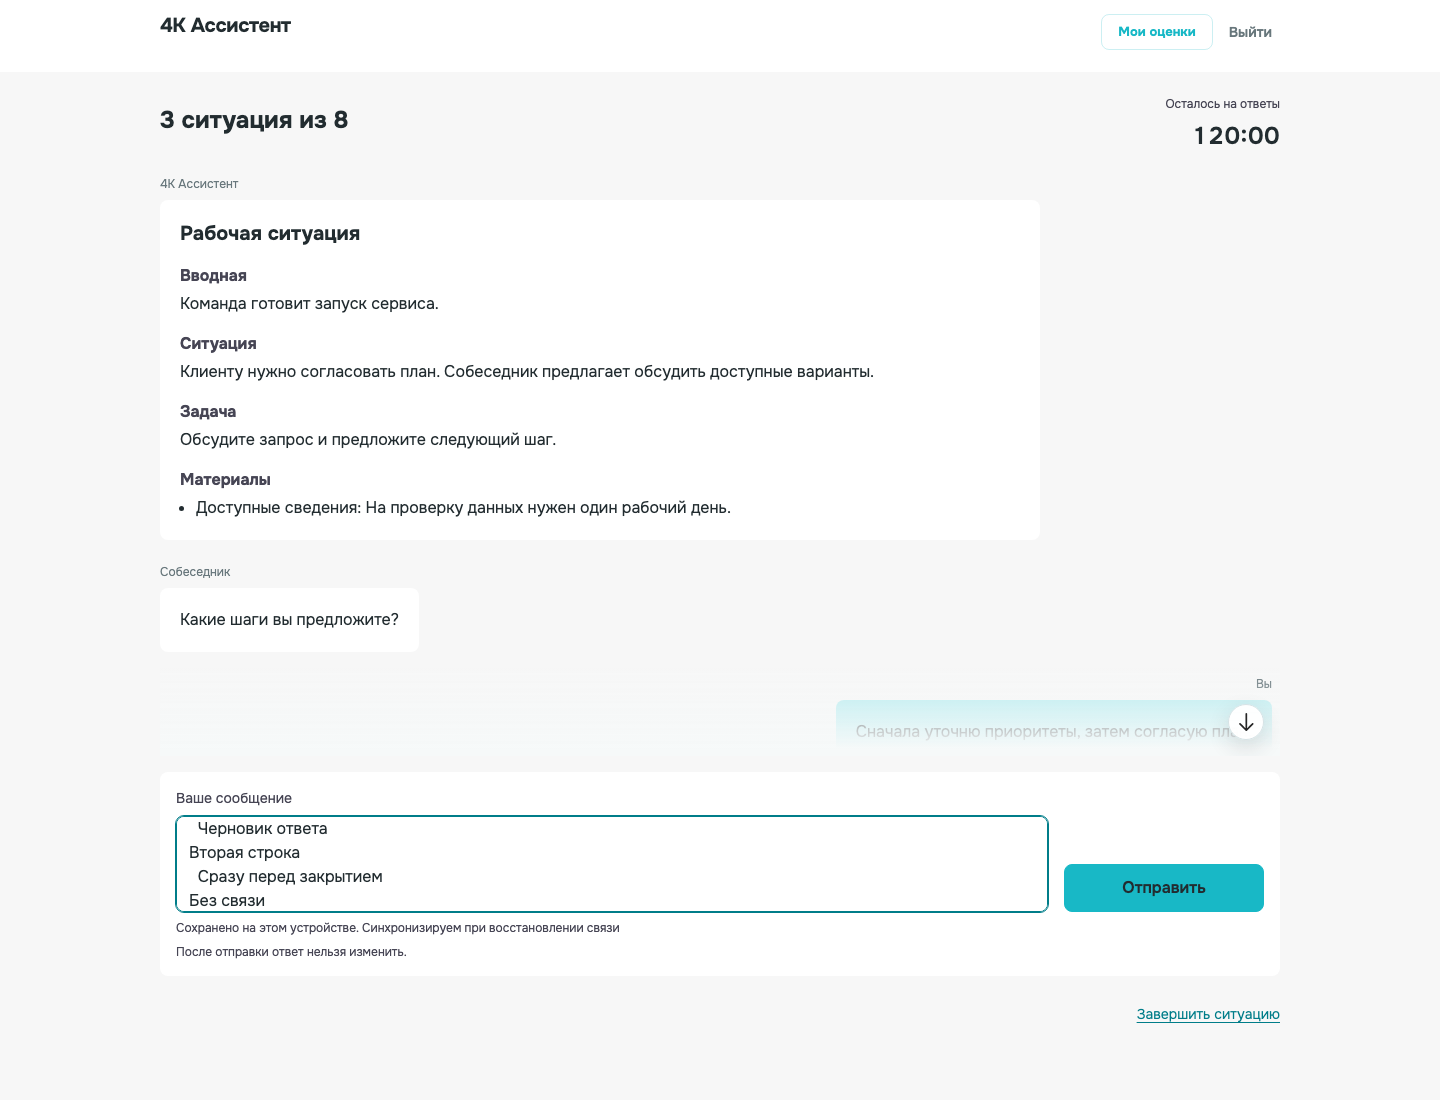 4К Ассистент
Мои оценки
Выйти
3 ситуация из 8
Осталось на ответы
120:00
4К Ассистент
Рабочая ситуация
Вводная
Команда готовит запуск сервиса.
Ситуация
Клиенту нужно согласовать план. Собеседник предлагает обсудить доступные варианты.
Задача
Обсудите запрос и предложите следующий шаг.
Материалы
• Доступные сведения: На проверку данных нужен один рабочий день.
Собеседник
Какие шаги вы предложите?
Вы
Сначала уточню приоритеты, затем согласую
Ваше сообщение
Черновик ответа
Вторая строка
Сразу перед закрытием
Без связи
Отправить
Сохранено на этом устройстве. Синхронизируем при восстановлении связи
После отправки ответ нельзя изменить.
Завершить ситуацию